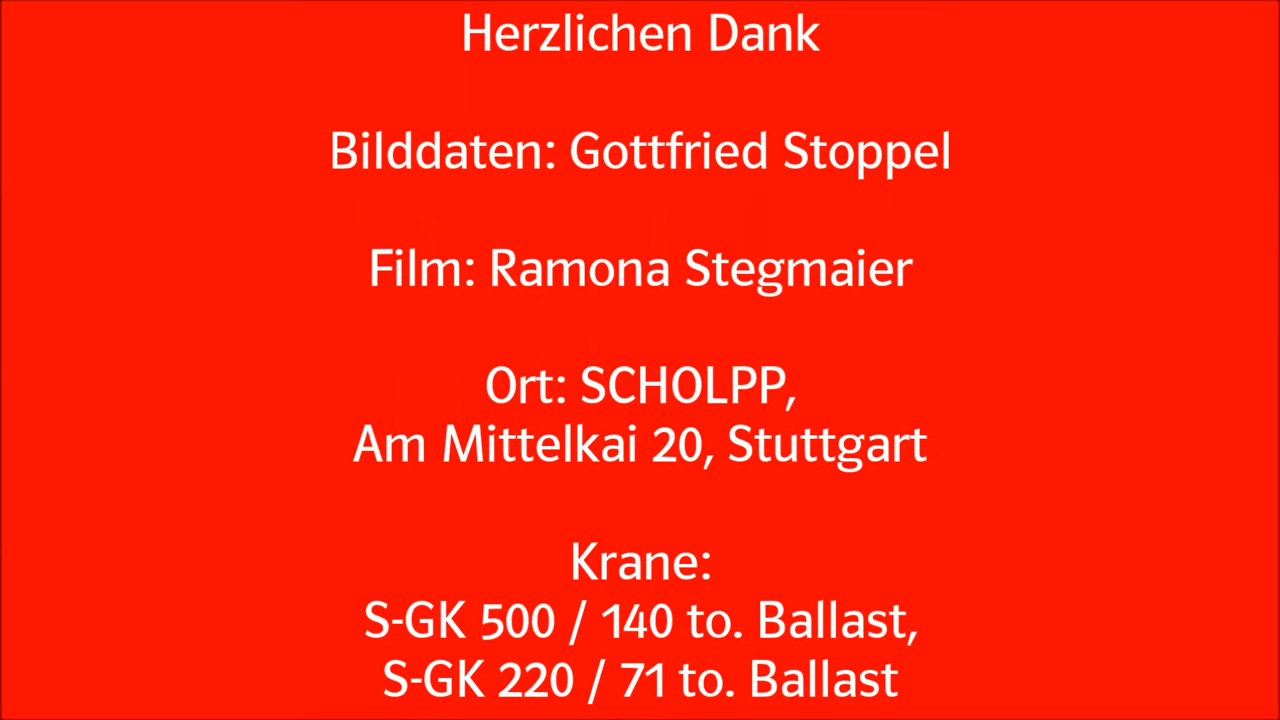 Herzlichen Dank
Bilddaten: Gottfried Stoppel
Film: Ramona Stegmaier
Ort: SCHOLPP,
Am Mittelkai 20, Stuttgart
Krane:
S-GK 500 / 140 to. Ballast,
S-GK 220 / 71 to. Ballast